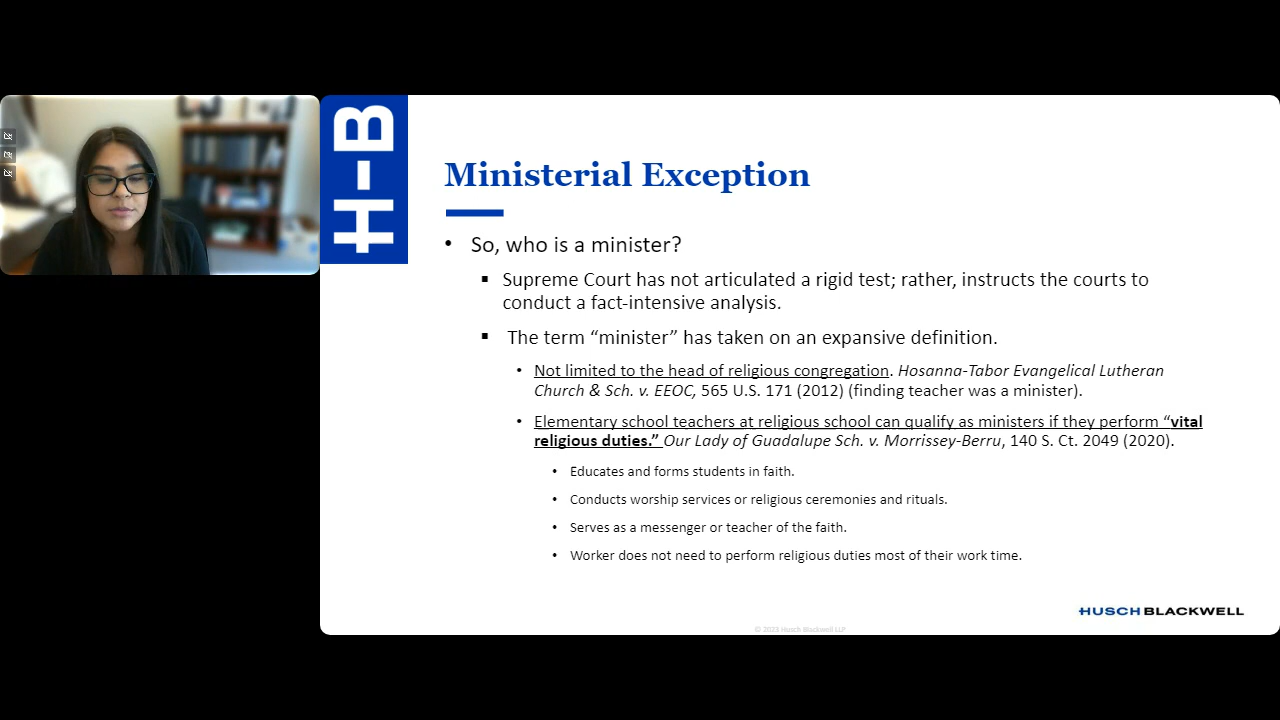 H-B
Ministerial Exception
• So, who is a minister?
▪ Supreme Court has not articulated a rigid test; rather, instructs the courts to
conduct a fact-intensive analysis.
▪ The term “minister” has taken on an expansive definition.
• Not limited to the head of religious congregation. Hosanna-Tabor Evangelical Lutheran
Church & Sch. v. EEOC, 565 U.S. 171 (2012) (finding teacher was a minister).
• Elementary school teachers at religious school can qualify as ministers if they perform “vital
religious duties.” Our Lady of Guadalupe Sch. v. Morrissey-Berru, 140 S. Ct. 2049 (2020).
• Educates and forms students in faith.
• Conducts worship services or religious ceremonies and rituals.
• Serves as a messenger or teacher of the faith.
• Worker does not need to perform religious duties most of their work time.
HUSCH BLACKWELL
© 2023 Husch Blackwell LLP